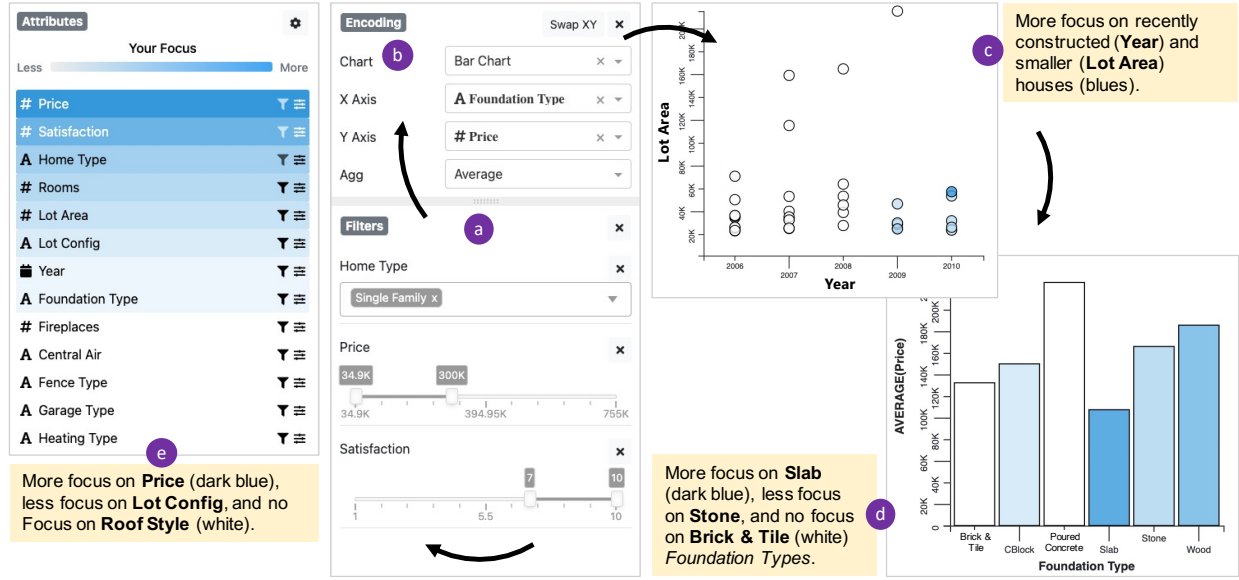 Attributes
Your Focus
Less More
# Price
# Satisfaction
A Home Type
# Rooms
# Lot Area
A Lot Config
Year
A Foundation Type
# Fireplaces
A Central Air
A Fence Type
A Garage Type
A Heating Type
e
More focus on Price (dark blue),
less focus on Lot Config, and no
Focus on Roof Style (white).
Encoding
Swap XY ×
b
Chart Bar Chart ×
X Axis A Foundation Type ×
Y Axis # Price ×
Agg Average
a
Filters ×
Home Type ×
Single Family x
Price ×
34.9K 300K
34.9K 394.95K 755K
Satisfaction ×
7 10
1 5.5 10
Lot Area
20K 40K 60K 80K 100K 120K 140K 160K 180K
2006 2007 2008 2009 2010
Year
c
More focus on recently
constructed (Year) and
smaller (Lot Area)
houses (blues).
More focus on Slab
(dark blue), less focus
on Stone, and no focus
on Brick & Tile (white)
Foundation Types.
d
AVERAGE(Price)
0 20K 40K 60K 80K 100K 120K 140K 160K 180K 200K
Brick &
Tile
CBlock
Poured
Concrete
Slab
Stone
Wood
Foundation Type